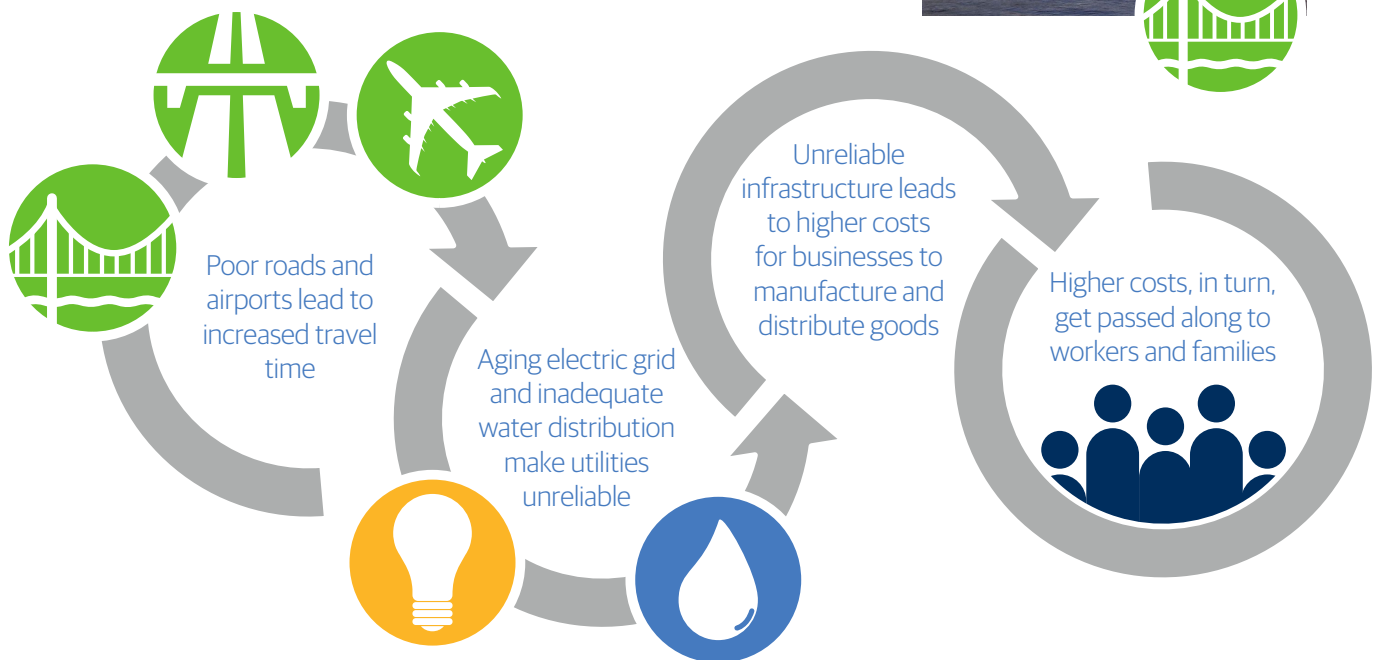 Poor roads and
airports lead to
increased travel
time
Aging electric grid
and inadequate
water distribution
make utilities
unreliable
Unreliable
infrastructure leads
to higher costs
for businesses to
manufacture and
distribute goods
Higher costs, in turn,
get passed along to
workers and families